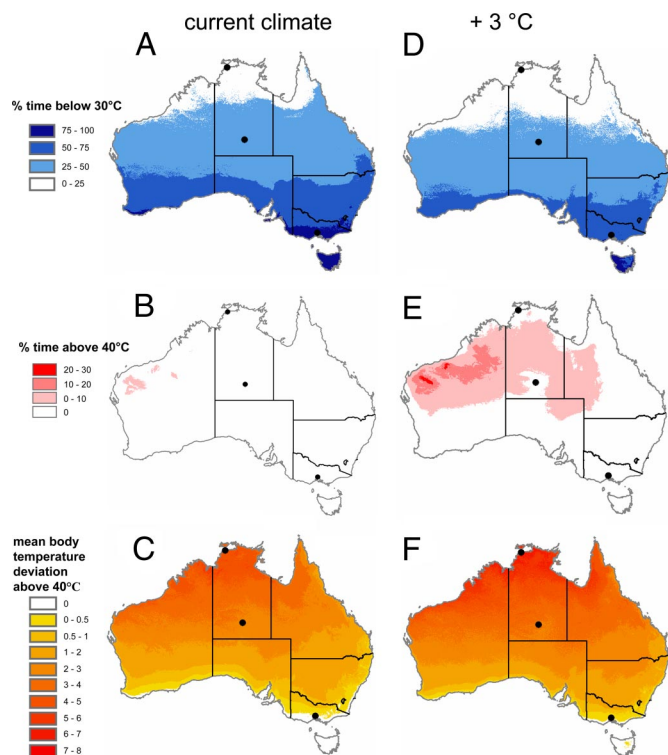 current climate
+ 3 °C
A
D
% time below 30°C
75 - 100
50 - 75
25 - 50
0 - 25
B
E
% time above 40°C
20 - 30
10 - 20
0 - 10
0
C
F
mean body
temperature
deviation
above 40°C
0
0 - 0.5
0.5 - 1
1 - 2
2 - 3
3 - 4
4 - 5
5 - 6
6 - 7
7 - 8